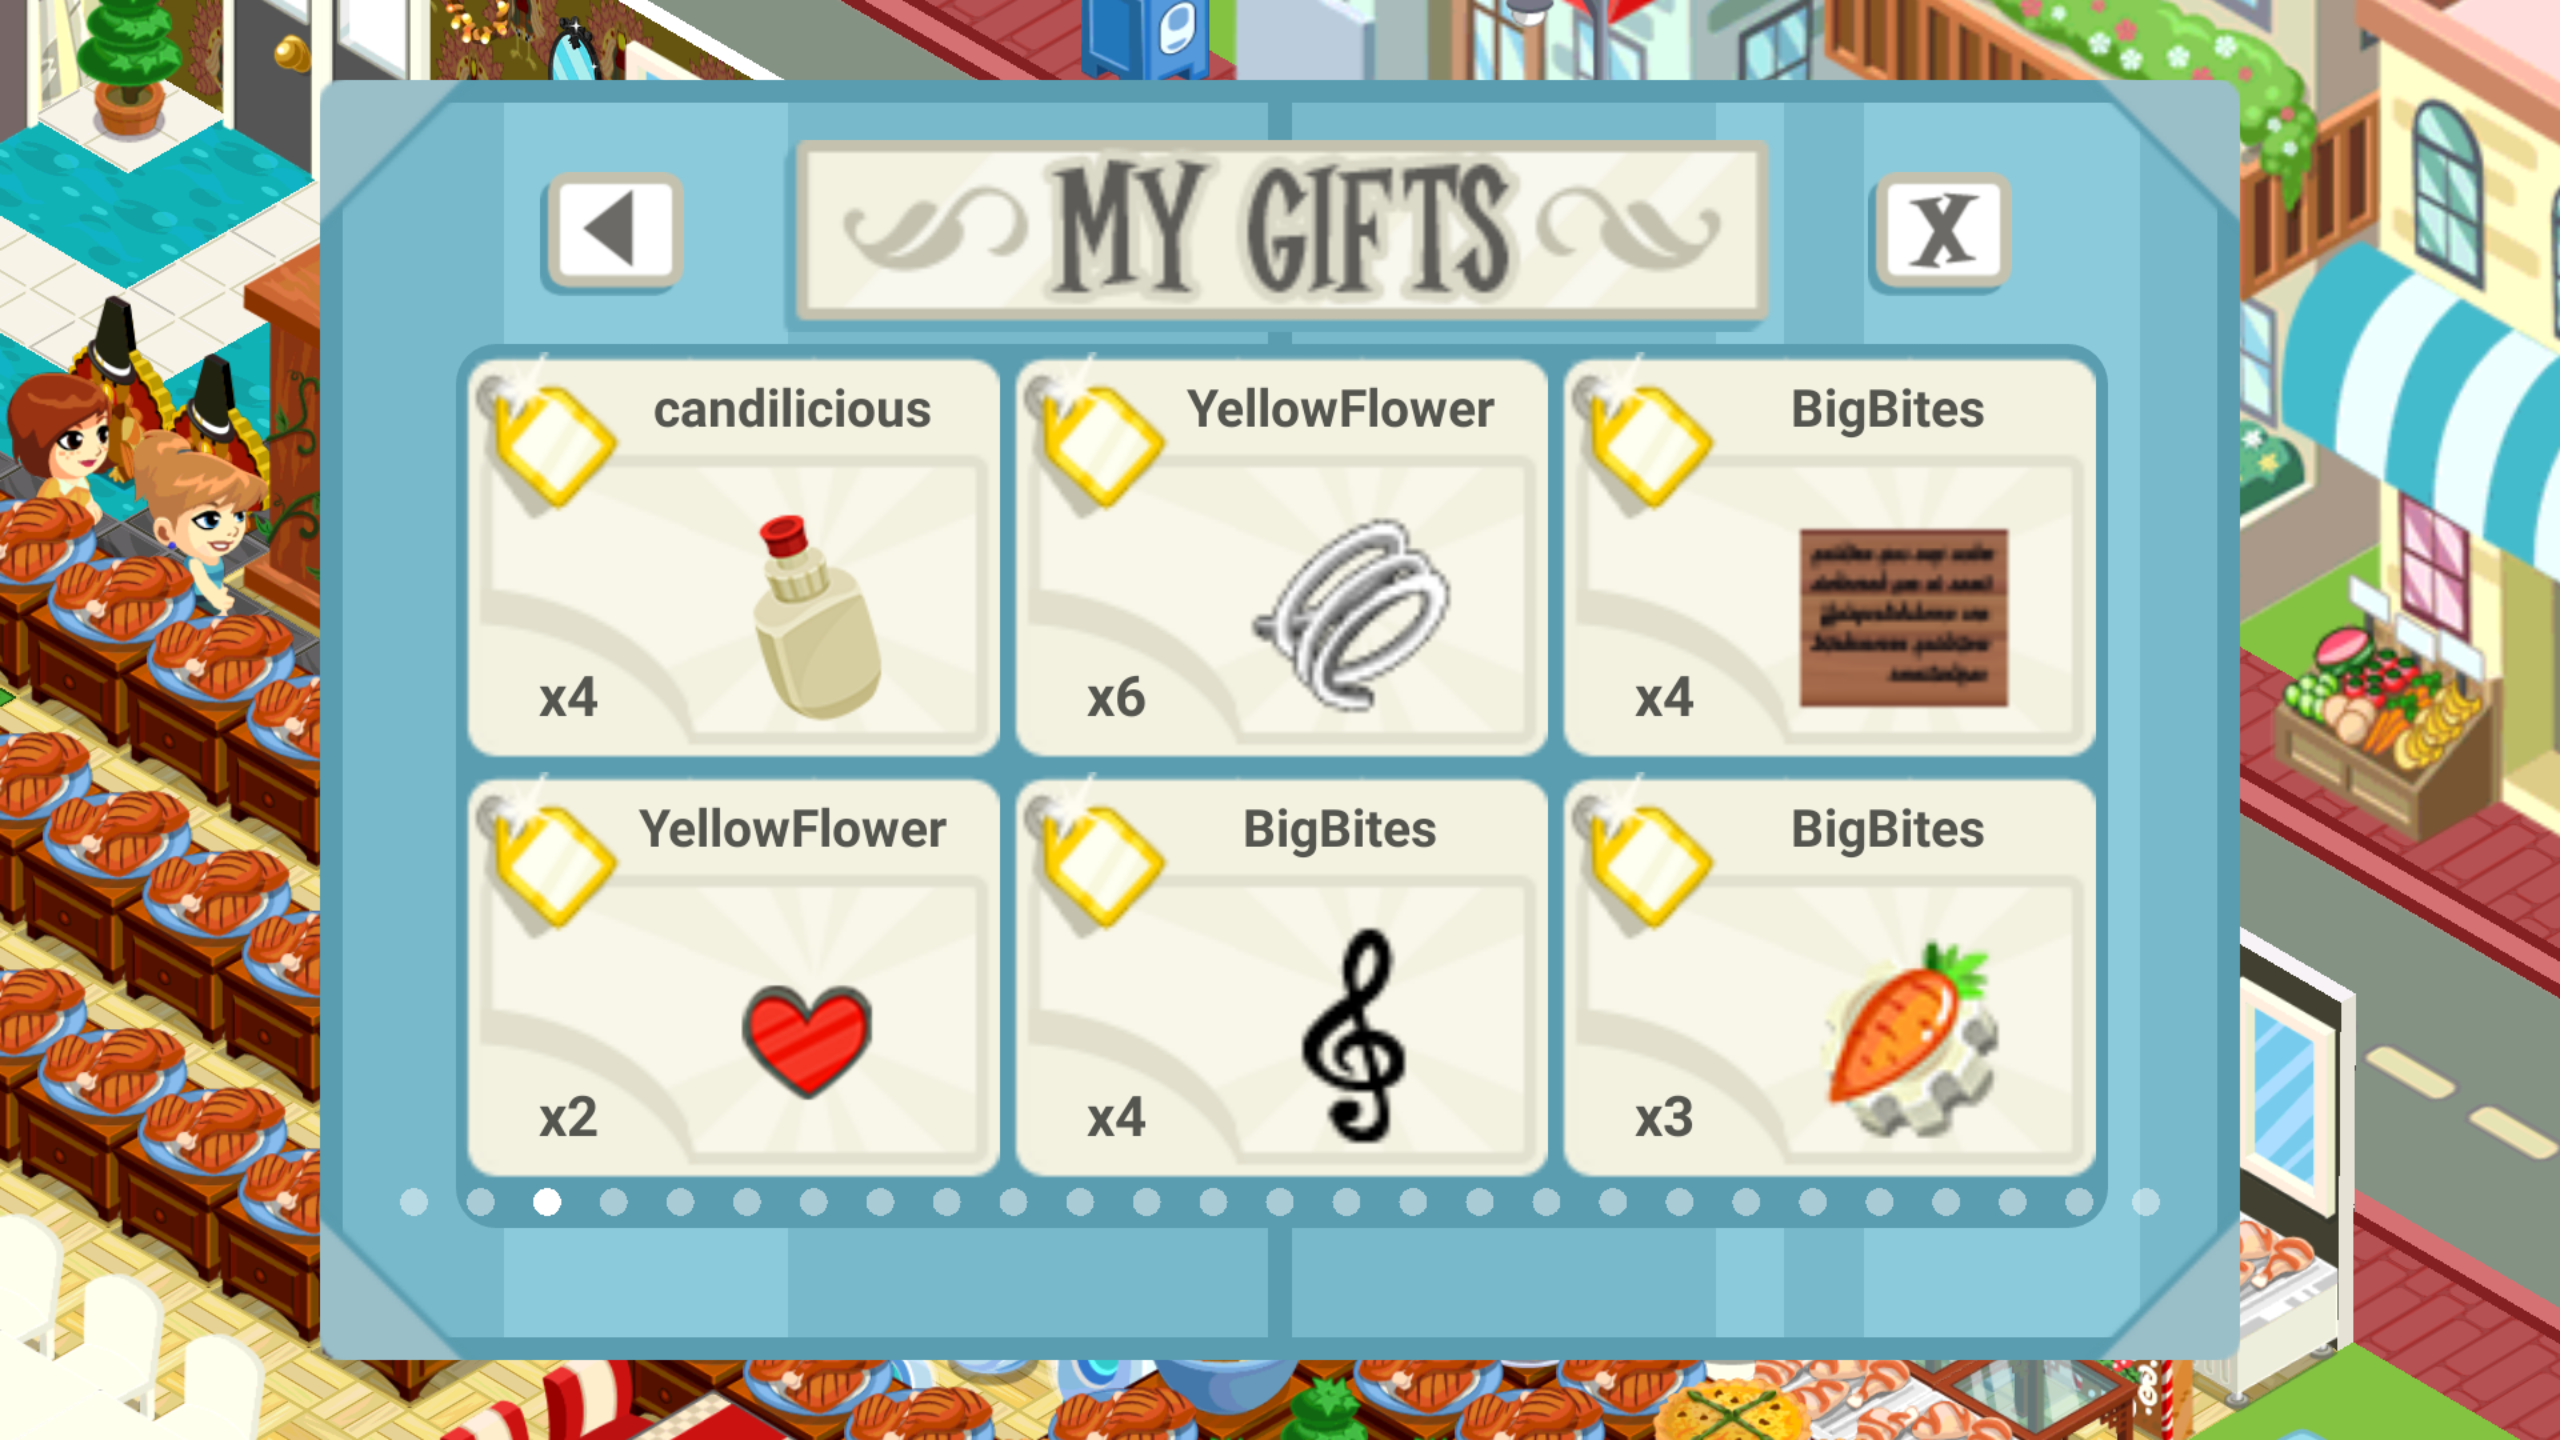 MY GIFTS
X
candilicious
x4
YellowFlower
x6
BigBites
x4
YellowFlower
x2
BigBites
x4
BigBites
x3